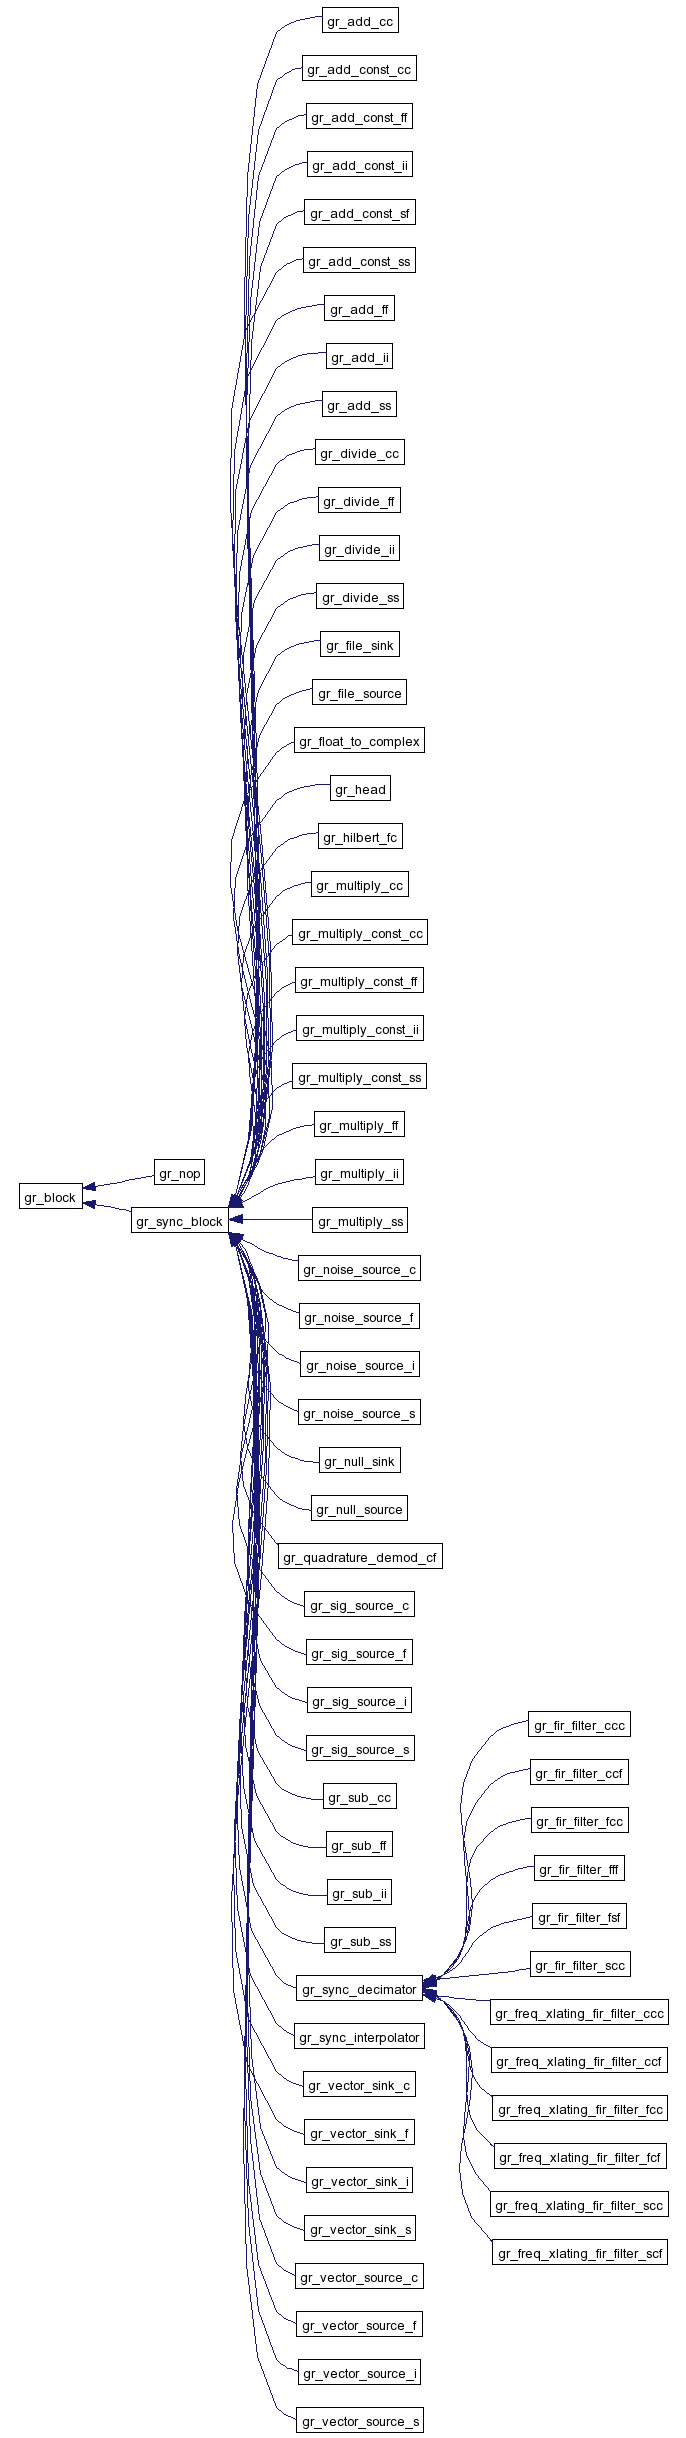 gr_add_cc
gr_add_const_cc
gr_add_const_ff
gr_add_const_ii
gr_add_const_sf
gr_add_const_ss
gr_add_ff
gr_add_ii
gr_add_ss
gr_divide_cc
gr_divide_ff
gr_divide_ii
gr_divide_ss
gr_file_sink
gr_file_source
gr_float_to_complex
gr_head
gr_hilbert_fc
gr_multiply_cc
gr_multiply_const_cc
gr_multiply_const_ff
gr_multiply_const_ii
gr_multiply_const_ss
gr_multiply_ff
gr_nop
gr_multiply_ii
gr_block
gr_sync_block
gr_multiply_ss
gr_noise_source_c
gr_noise_source_f
gr_noise_source_i
gr_noise_source_s
gr_null_sink
gr_null_source
gr_quadrature_demod_cf
gr_sig_source_c
gr_sig_source_f
gr_sig_source_i
gr_fir_filter_ccc
gr_sig_source_s
gr_fir_filter_ccf
gr_sub_cc
gr_fir_filter_fcc
gr_sub_ff
gr_fir_filter_fff
gr_sub_ii
gr_fir_filter_fsf
gr_sub_ss
gr_fir_filter_scc
gr_sync_decimator
gr_freq_xlating_fir_filter_ccc
gr_sync_interpolator
gr_freq_xlating_fir_filter_ccf
gr_vector_sink_c
gr_freq_xlating_fir_filter_fcc
gr_vector_sink_f
gr_freq_xlating_fir_filter_fcf
gr_vector_sink_i
gr_freq_xlating_fir_filter_scc
gr_vector_sink_s
gr_freq_xlating_fir_filter_scf
gr_vector_source_c
gr_vector_source_f
gr_vector_source_i
gr_vector_source_s